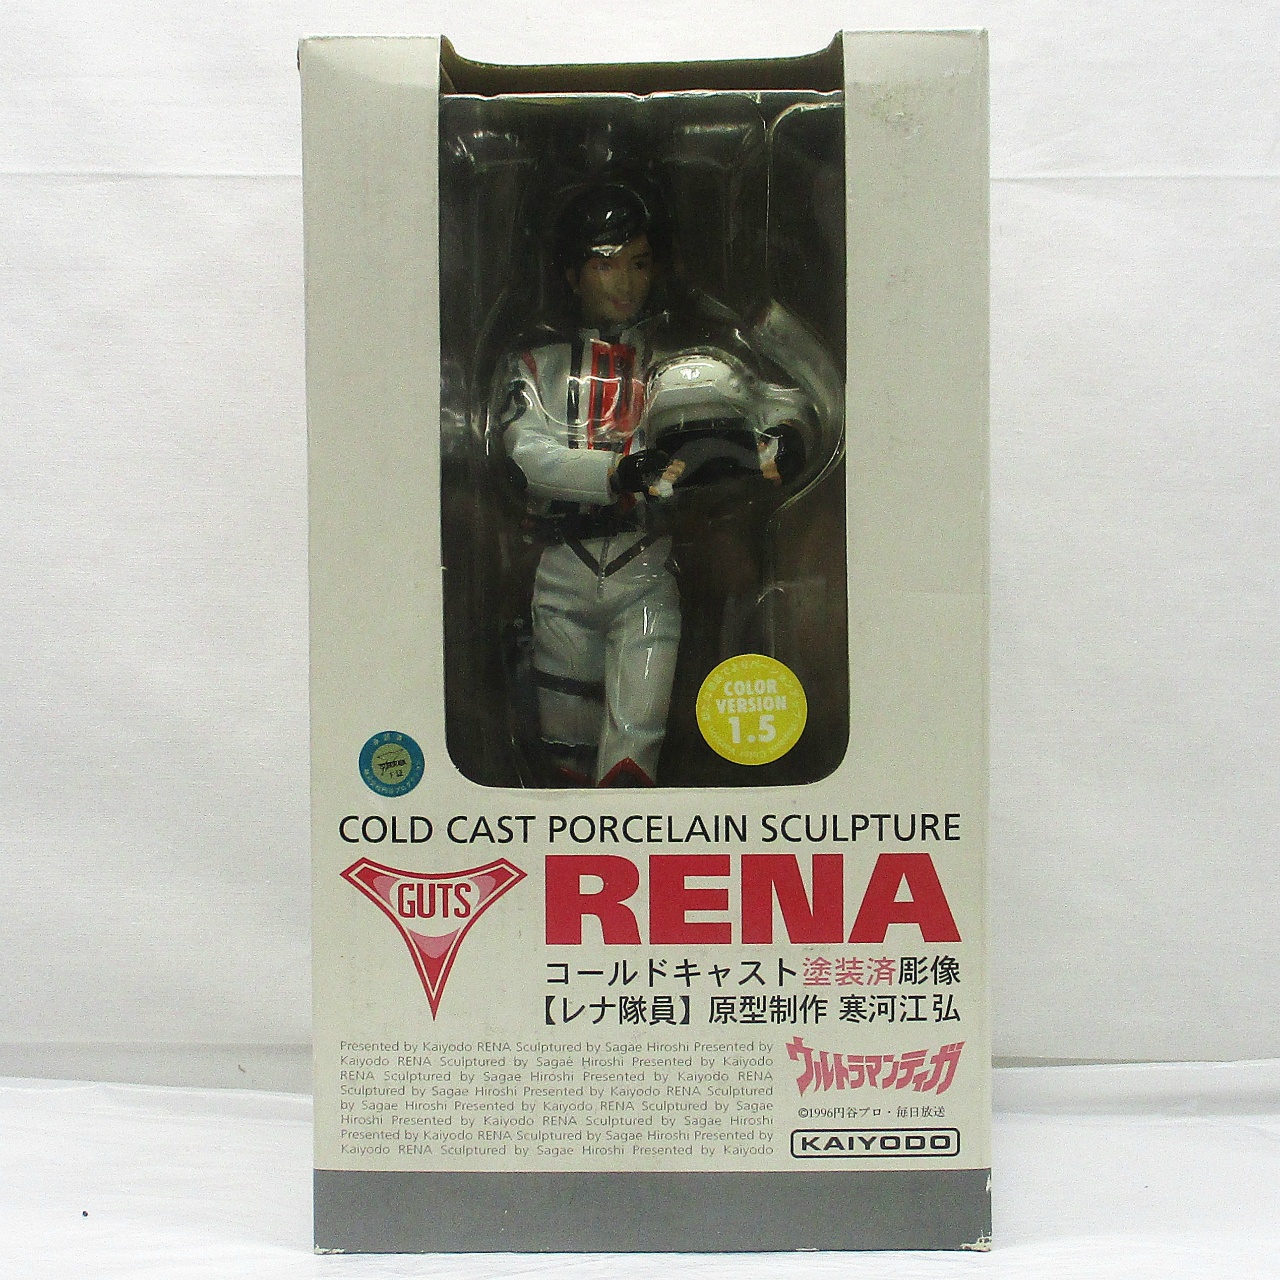 COLOR
VERSION
1.5
COLD CAST PORCELAIN SCULPTURE
GUTS
RENA
コールドキャスト塗装済彫像
【レナ隊員】原型制作 寒河江弘
Presented by Kaiyodo RENA Sculptured by Sagae Hiroshi Presented by
Kaiyodo RENA Sculptured by Sagae Hiroshi Presented by Kaiyodo
RENA Sculptured by Sagae Hiroshi Presented by Kaiyodo RENA
Sculptured by Sagae Hiroshi Presented by Kaiyodo RENA Sculptured
by Sagae Hiroshi Presented by Kaiyodo RENA Sculptured by Sagae
Hiroshi Presented by Kaiyodo RENA Sculptured by Sagae Hiroshi
Presented by Kaiyodo RENA Sculptured by Sagae Hiroshi Presented by
Kaiyodo RENA Sculptured by Sagae Hiroshi Presented by Kaiyodo
ウルトラマンティガ
©1996円谷プロ・毎日放送
KAIYODO